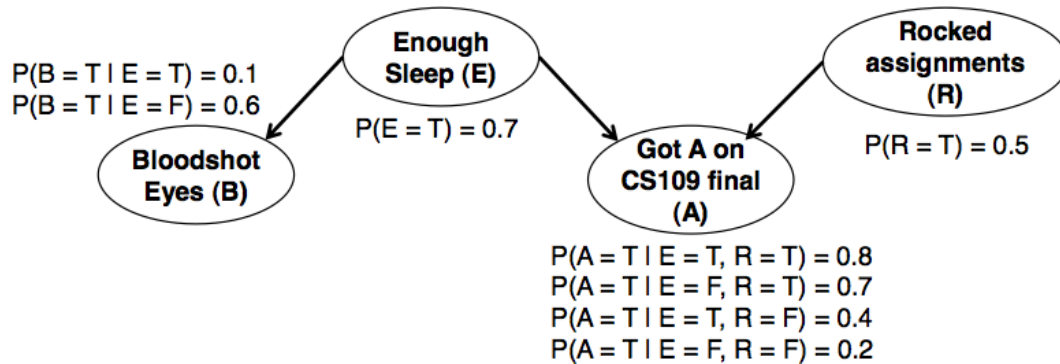 P(B = T | E = T) = 0.1
P(B = T | E = F) = 0.6
Bloodshot
Eyes (B)
Enough
Sleep (E)
P(E = T) = 0.7
Rocked
assignments
(R)
P(R = T) = 0.5
Got A on
CS109 final
(A)
P(A = T | E = T, R = T) = 0.8
P(A = T | E = F, R = T) = 0.7
P(A = T | E = T, R = F) = 0.4
P(A = T | E = F, R = F) = 0.2